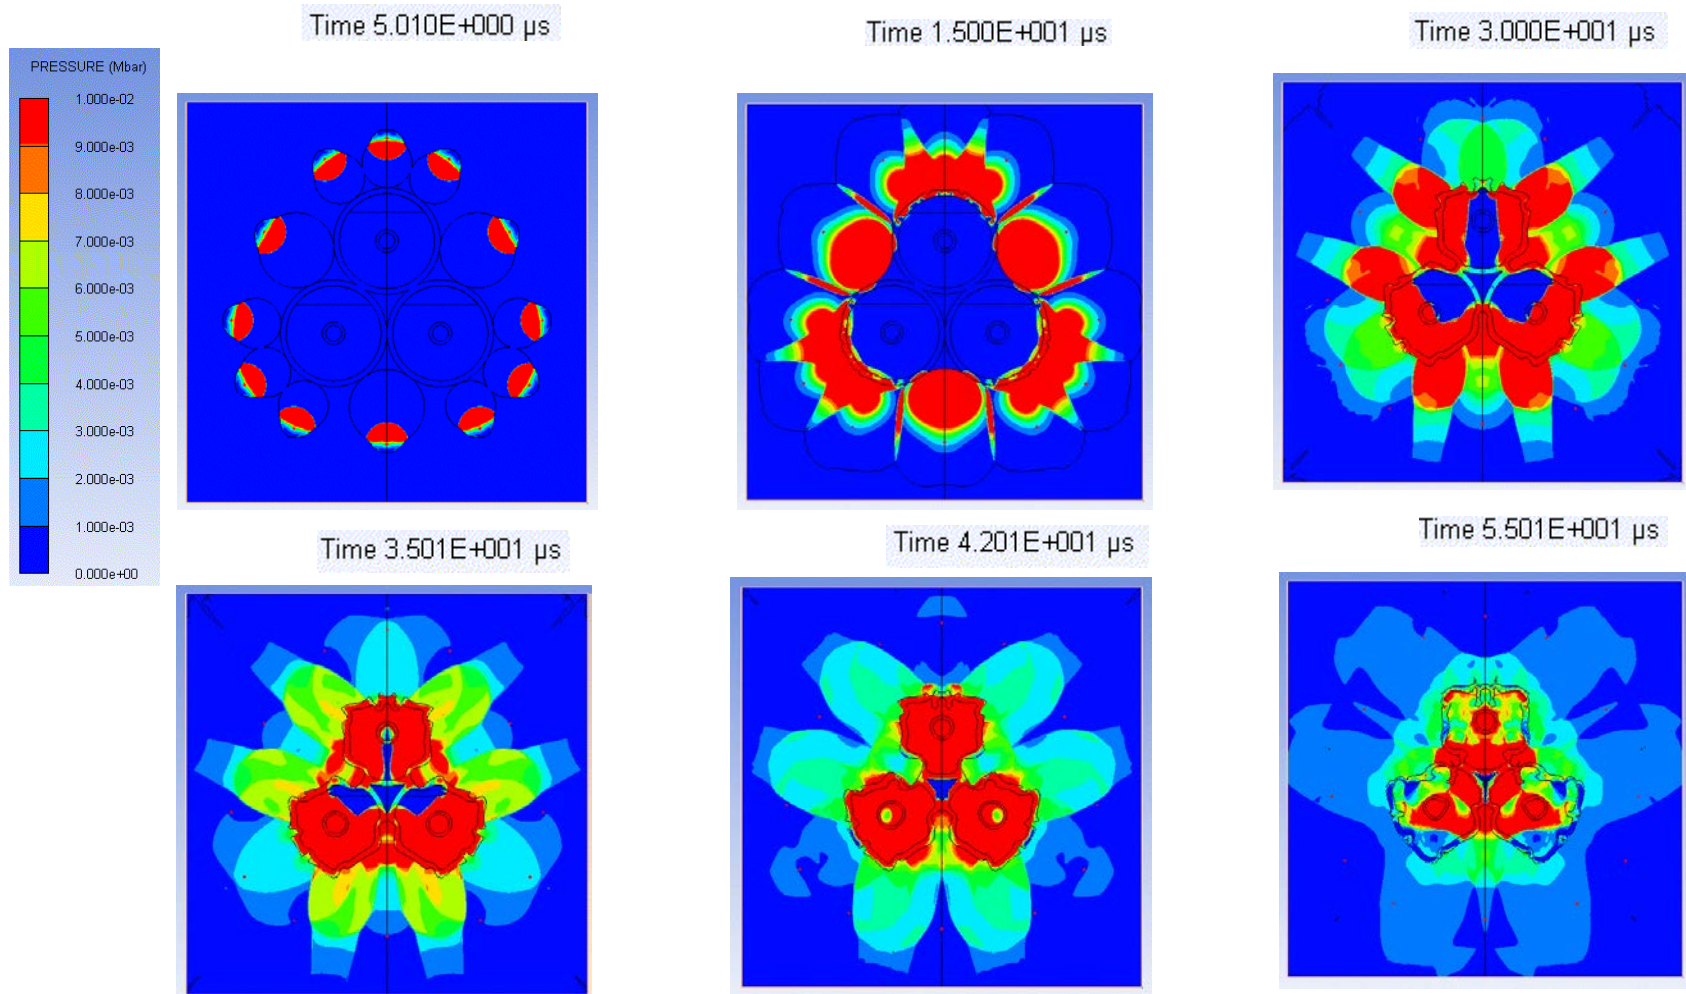 Time 5.010E+000 µs
Time 1.500E+001 µs
Time 3.000E+001 µs
PRESSURE (Mbar)
1.000e-02
9.000e-03
8.000e-03
7.000e-03
6.000e-03
5.000e-03
4.000e-03
3.000e-03
2.000e-03
1.000e-03
0.000e+00
Time 3.501E+001 µs
Time 4.201E+001 µs
Time 5.501E+001 µs